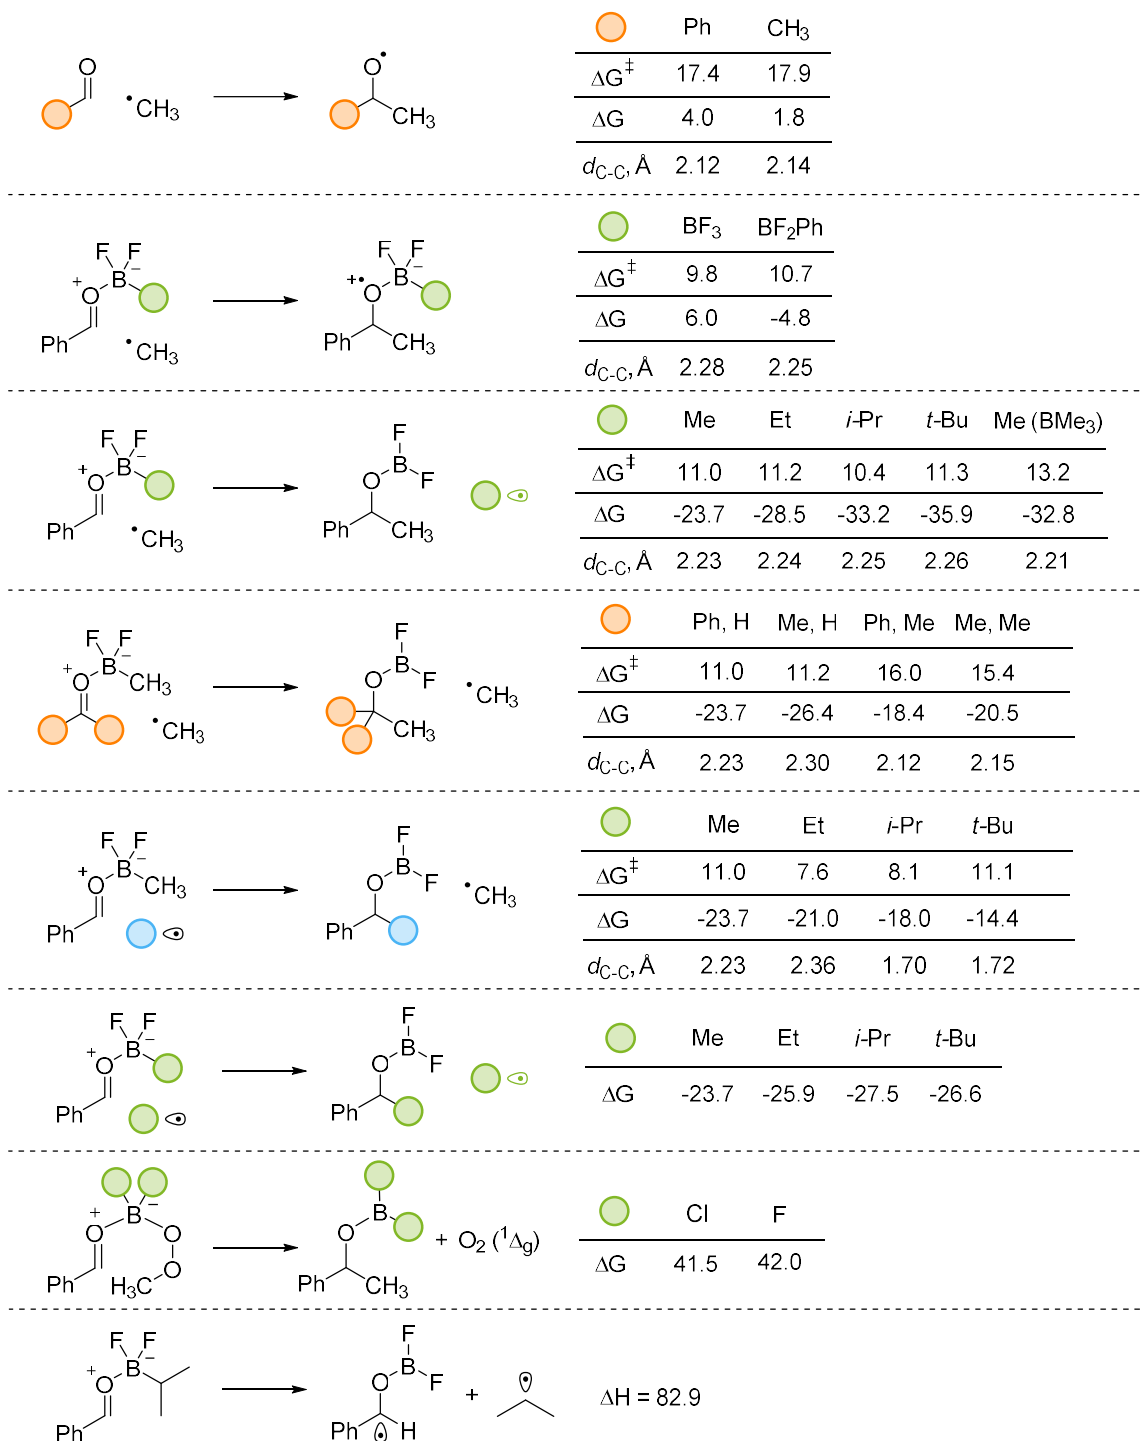 Ph CH₃
O O•
•CH₃ CH₃
ΔG‡ 17.4 17.9
ΔG 4.0 1.8
d_C-C, Å 2.12 2.14
BF₃ BF₂Ph
F F F F
+ B − +• B −
O O
Ph •CH₃ Ph CH₃
ΔG‡ 9.8 10.7
ΔG 6.0 -4.8
d_C-C, Å 2.28 2.25
Me Et i-Pr t-Bu Me (BMe₃)
F F F
+ B − O B F
O
Ph •CH₃ Ph CH₃
ΔG‡ 11.0 11.2 10.4 11.3 13.2
ΔG -23.7 -28.5 -33.2 -35.9 -32.8
d_C-C, Å 2.23 2.24 2.25 2.26 2.21
Ph, H Me, H Ph, Me Me, Me
F F F
+ B − O B F
O CH₃ •CH₃
•CH₃ CH₃
ΔG‡ 11.0 11.2 16.0 15.4
ΔG -23.7 -26.4 -18.4 -20.5
d_C-C, Å 2.23 2.30 2.12 2.15
Me Et i-Pr t-Bu
F F F
+ B − O B F
O CH₃ •CH₃
Ph • Ph
ΔG‡ 11.0 7.6 8.1 11.1
ΔG -23.7 -21.0 -18.0 -14.4
d_C-C, Å 2.23 2.36 1.70 1.72
Me Et i-Pr t-Bu
F F F
+ B − O B F
O
Ph • Ph •
ΔG -23.7 -25.9 -27.5 -26.6
Cl F
+ B − O B + O₂ (¹Δg)
O O
O
Ph H₃C Ph CH₃
ΔG 41.5 42.0
F F F
+ B − O B F + •
O
Ph Ph • H
ΔH = 82.9